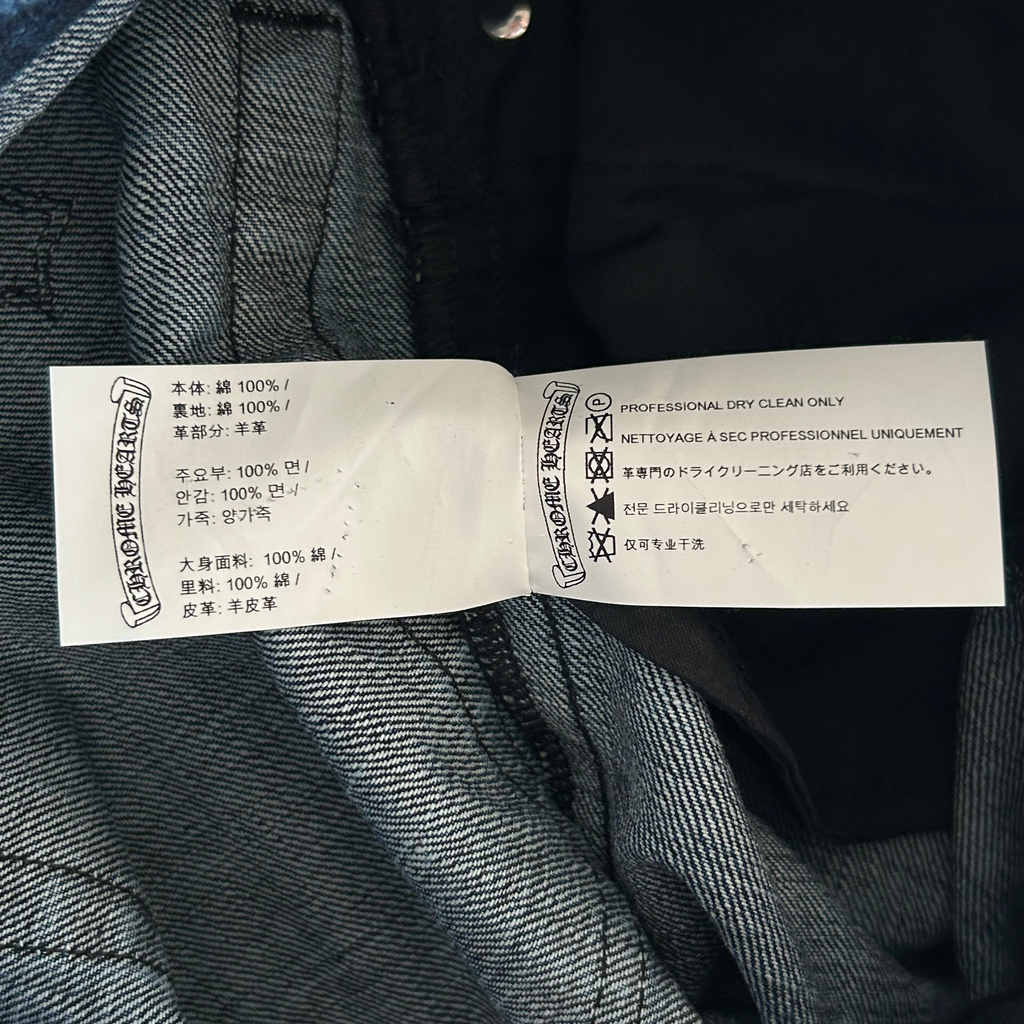 CHROME HEARTS
本体: 綿 100% /
裏地: 綿 100% /
革部分: 羊革
주요부: 100% 면 /
안감: 100% 면 /
가죽: 양가죽
大身面料: 100% 綿 /
里料: 100% 綿 /
皮革: 羊皮革
CHROME HEARTS
P PROFESSIONAL DRY CLEAN ONLY
NETTOYAGE À SEC PROFESSIONNEL UNIQUEMENT
革専門のドライクリーニング店をご利用ください。
전문 드라이클리닝으로만 세탁하세요
仅可专业干洗